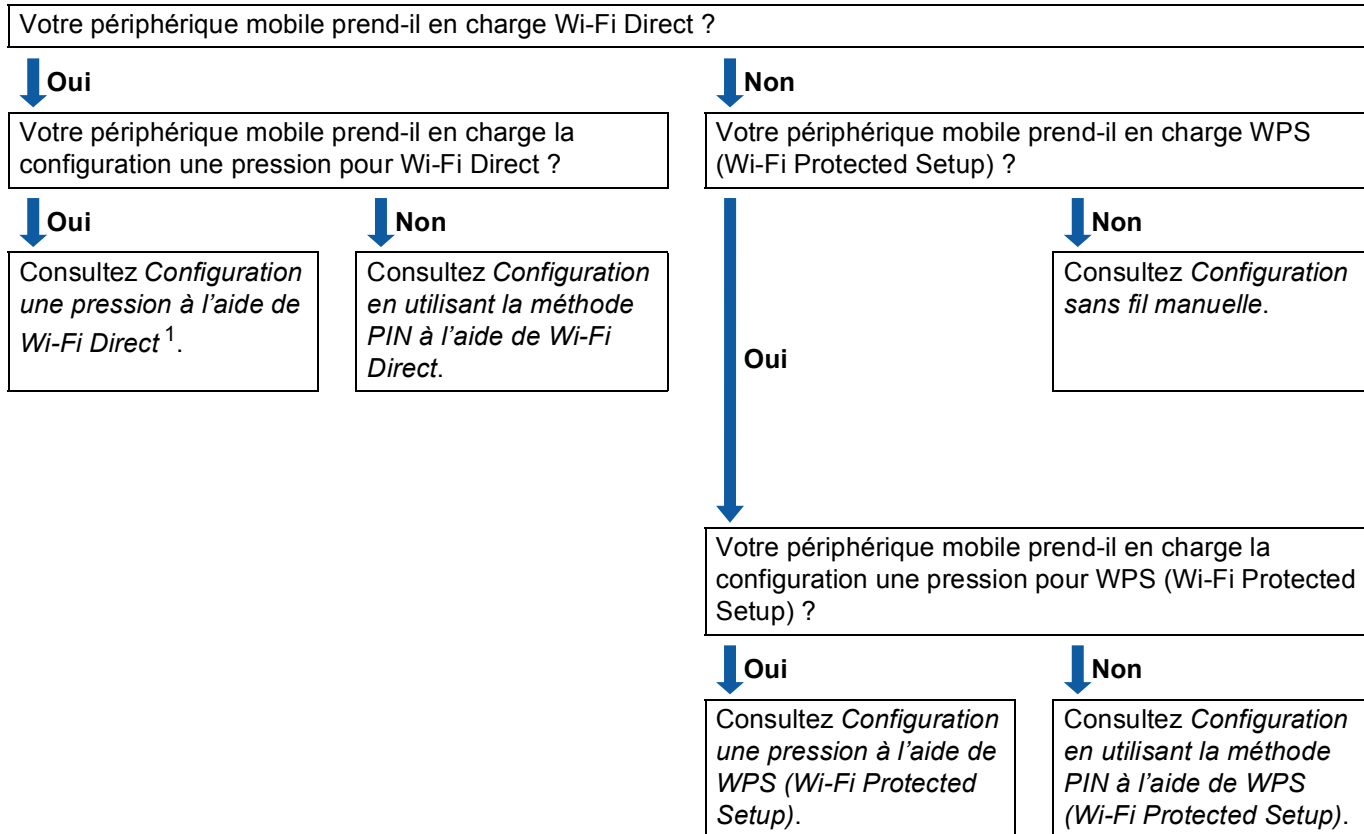 Votre périphérique mobile prend-il en charge Wi-Fi Direct ?
Oui
Non
Votre périphérique mobile prend-il en charge la
configuration une pression pour Wi-Fi Direct ?
Votre périphérique mobile prend-il en charge WPS
(Wi-Fi Protected Setup) ?
Oui
Non
Non
Consultez Configuration
une pression à l'aide de
Wi-Fi Direct 1.
Consultez Configuration
en utilisant la méthode
PIN à l'aide de Wi-Fi
Direct.
Oui
Consultez Configuration
sans fil manuelle.
Votre périphérique mobile prend-il en charge la
configuration une pression pour WPS (Wi-Fi Protected
Setup) ?
Oui
Non
Consultez Configuration
une pression à l'aide de
WPS (Wi-Fi Protected
Setup).
Consultez Configuration
en utilisant la méthode
PIN à l'aide de WPS
(Wi-Fi Protected Setup).